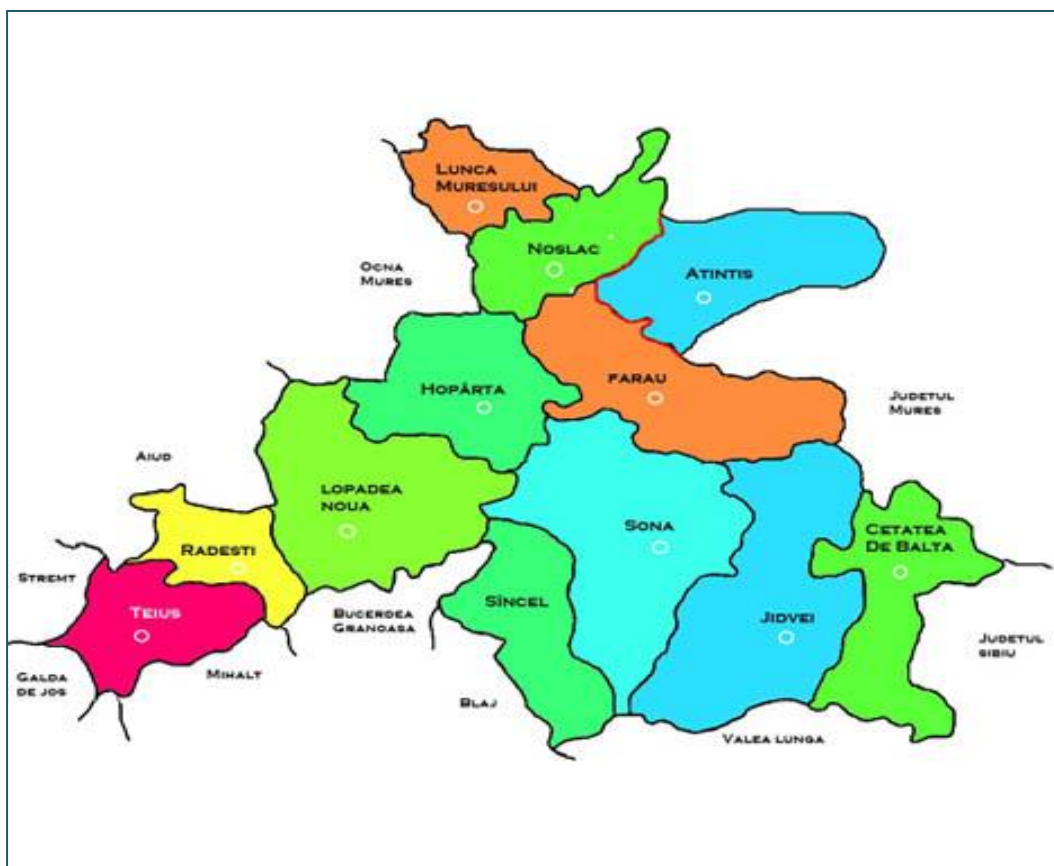 LUNCA
MURESULUI
NOSLAC
OCNA
MURES
ATINTIS
HOPÂRTA
FARAU
JUDETUL
MURES
AIUD
LOPADEA
NOUA
SONA
CETATEA
DE BALTA
RADESTI
STREMT
TEIUS
BUCERDEA
GRANOASA
SÎNCEL
JIDVEI
JUDETUL
SIBIU
GALDA
DE JOS
MIHALT
BLAJ
VALEA LUNGA